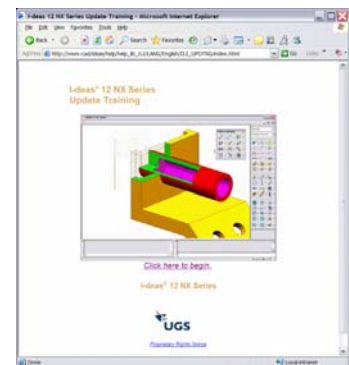 I-deas 12 NX Series Update Training - Microsoft Internet Explorer
File Edit View Favorites Tools Help
Back Search Favorites
I-deas® 12 NX Series
Update Training
Click here to begin.
I-deas® 12 NX Series
UGS
Proprietary Rights Notice
Done Local intranet